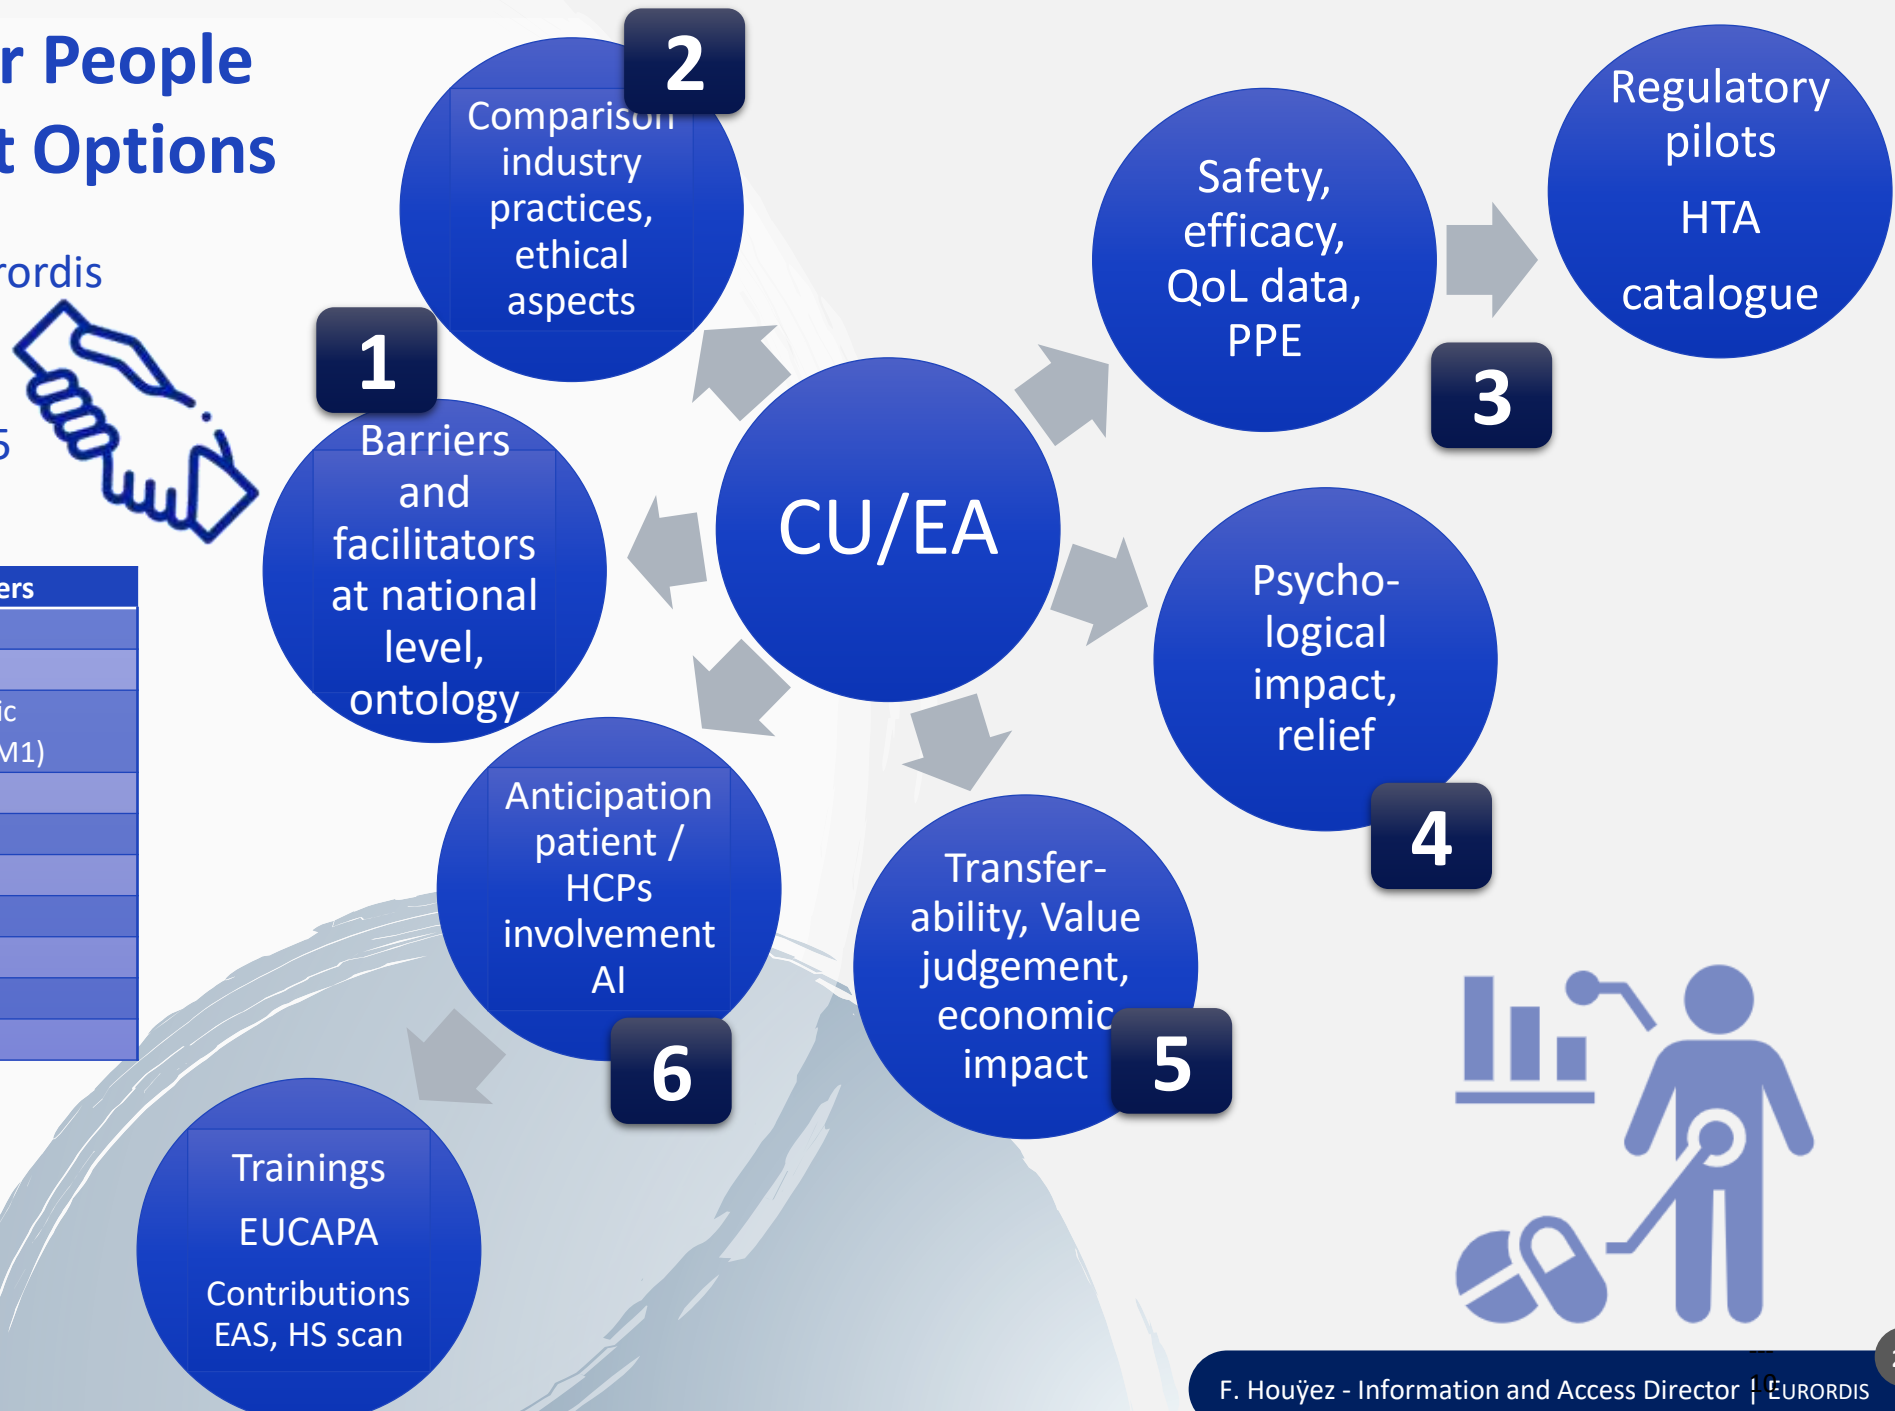 r People
t Options
rordis
5
ers
ic
M1)
2
Comparison
industry
practices,
ethical
aspects
1
Barriers
and
facilitators
at national
level,
ontology
CU/EA
Safety,
efficacy,
QoL data,
PPE
3
Regulatory
pilots
HTA
catalogue
Psycho-
logical
impact,
relief
4
Transfer-
ability, Value
judgement,
economic
impact
5
Anticipation
patient /
HCPs
involvement
AI
6
Trainings
EUCAPA
Contributions
EAS, HS scan
F. Houÿez - Information and Access Director | EURORDIS
10